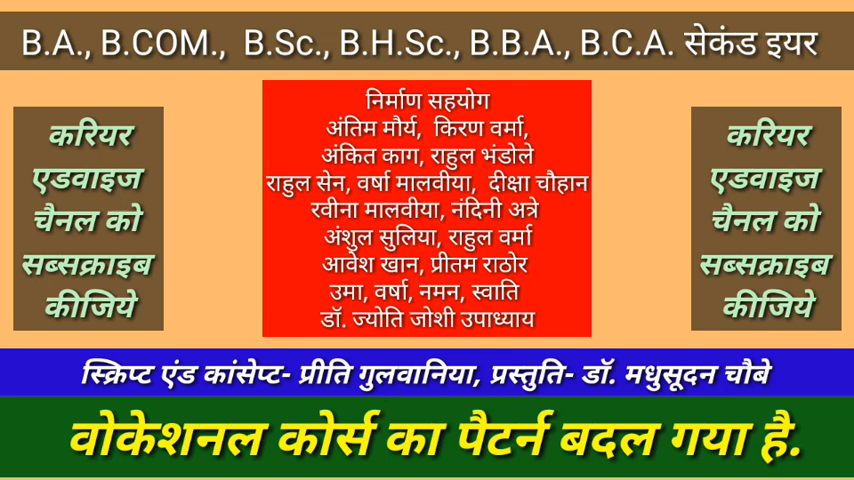 B.A., B.COM., B.Sc., B.H.Sc., B.B.A., B.C.A. सेकंड इयर
करियर
एडवाइज
चैनल को
सब्सक्राइब
कीजिये
निर्माण सहयोग
अंतिम मौर्य, किरण वर्मा,
अंकित काग, राहुल भंडोले
राहुल सेन, वर्षा मालवीया, दीक्षा चौहान
रवीना मालवीया, नंदिनी अत्रे
अंशुल सुलिया, राहुल वर्मा
आवेश खान, प्रीतम राठोर
उमा, वर्षा, नमन, स्वाति
डॉ. ज्योति जोशी उपाध्याय
करियर
एडवाइज
चैनल को
सब्सक्राइब
कीजिये
स्क्रिप्ट एंड कांसेप्ट- प्रीति गुलवानिया, प्रस्तुति- डॉ. मधुसूदन चौबे
वोकेशनल कोर्स का पैटर्न बदल गया है.